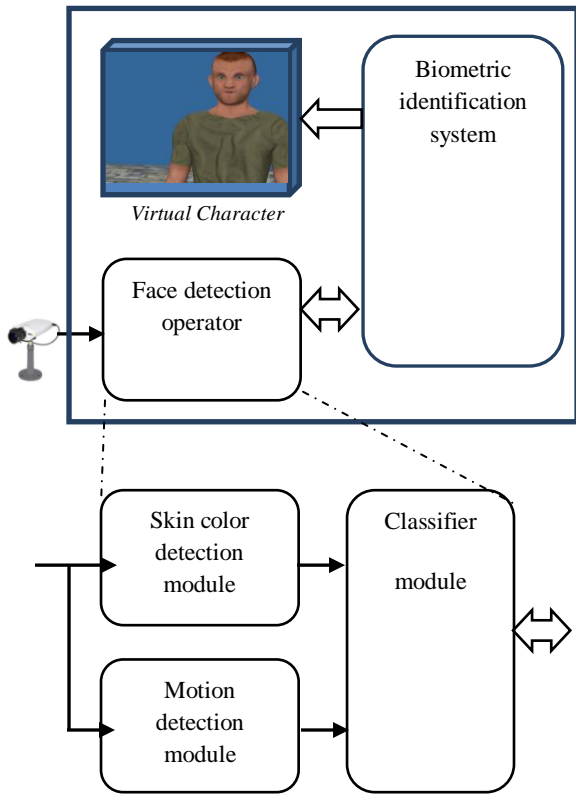 Biometric
identification
system
Virtual Character
Face detection
operator
Skin color
detection
module
Classifier
module
Motion
detection
module